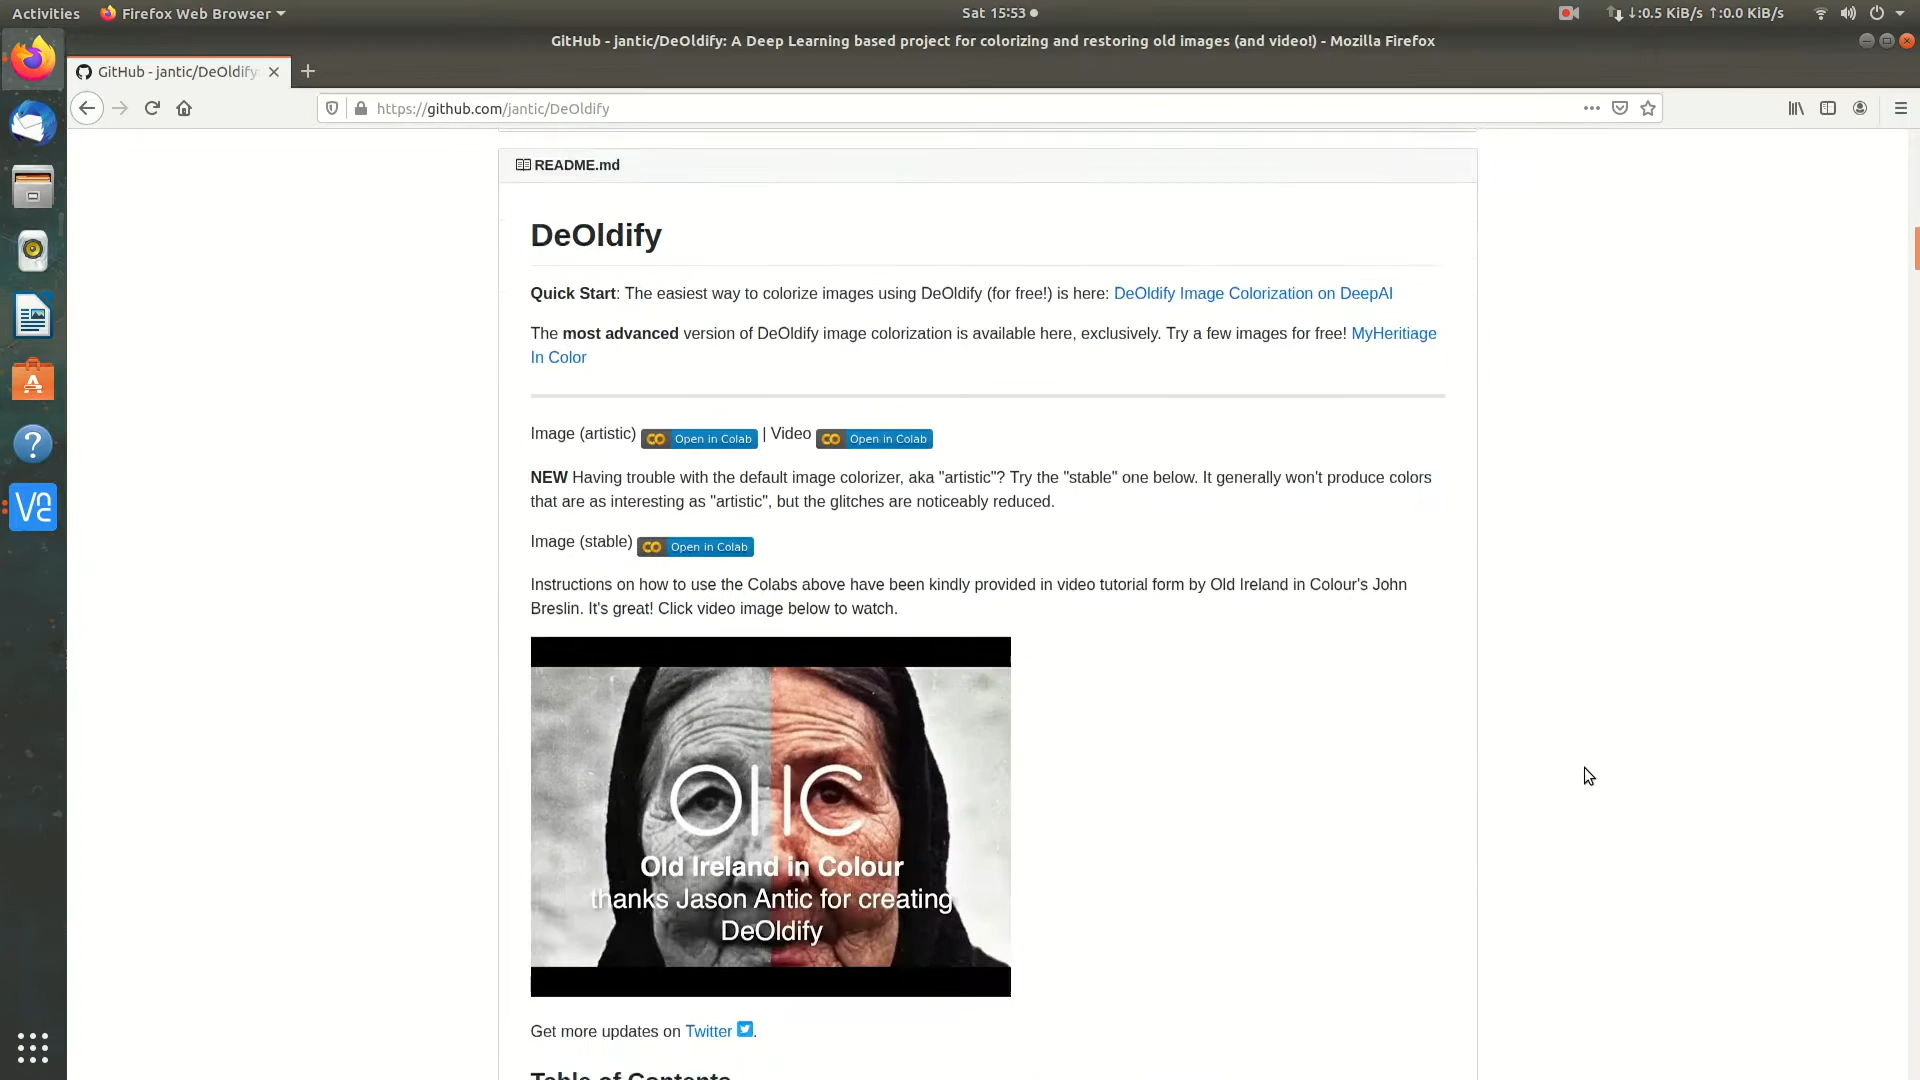 Activities Firefox Web Browser Sat 15:53 ↓:0.5 KiB/s ↑:0.0 KiB/s
GitHub - jantic/DeOldify: A Deep Learning based project for colorizing and restoring old images (and video!) - Mozilla Firefox
GitHub - jantic/DeOldify:
https://github.com/jantic/DeOldify
README.md
DeOldify
Quick Start: The easiest way to colorize images using DeOldify (for free!) is here: DeOldify Image Colorization on DeepAI
The most advanced version of DeOldify image colorization is available here, exclusively. Try a few images for free! MyHeritiage
In Color
Image (artistic) Open in Colab | Video Open in Colab
NEW Having trouble with the default image colorizer, aka "artistic"? Try the "stable" one below. It generally won't produce colors
that are as interesting as "artistic", but the glitches are noticeably reduced.
Image (stable) Open in Colab
Instructions on how to use the Colabs above have been kindly provided in video tutorial form by Old Ireland in Colour's John
Breslin. It's great! Click video image below to watch.
OIIC
Old Ireland in Colour
thanks Jason Antic for creating
DeOldify
Get more updates on Twitter .
Table of Contents